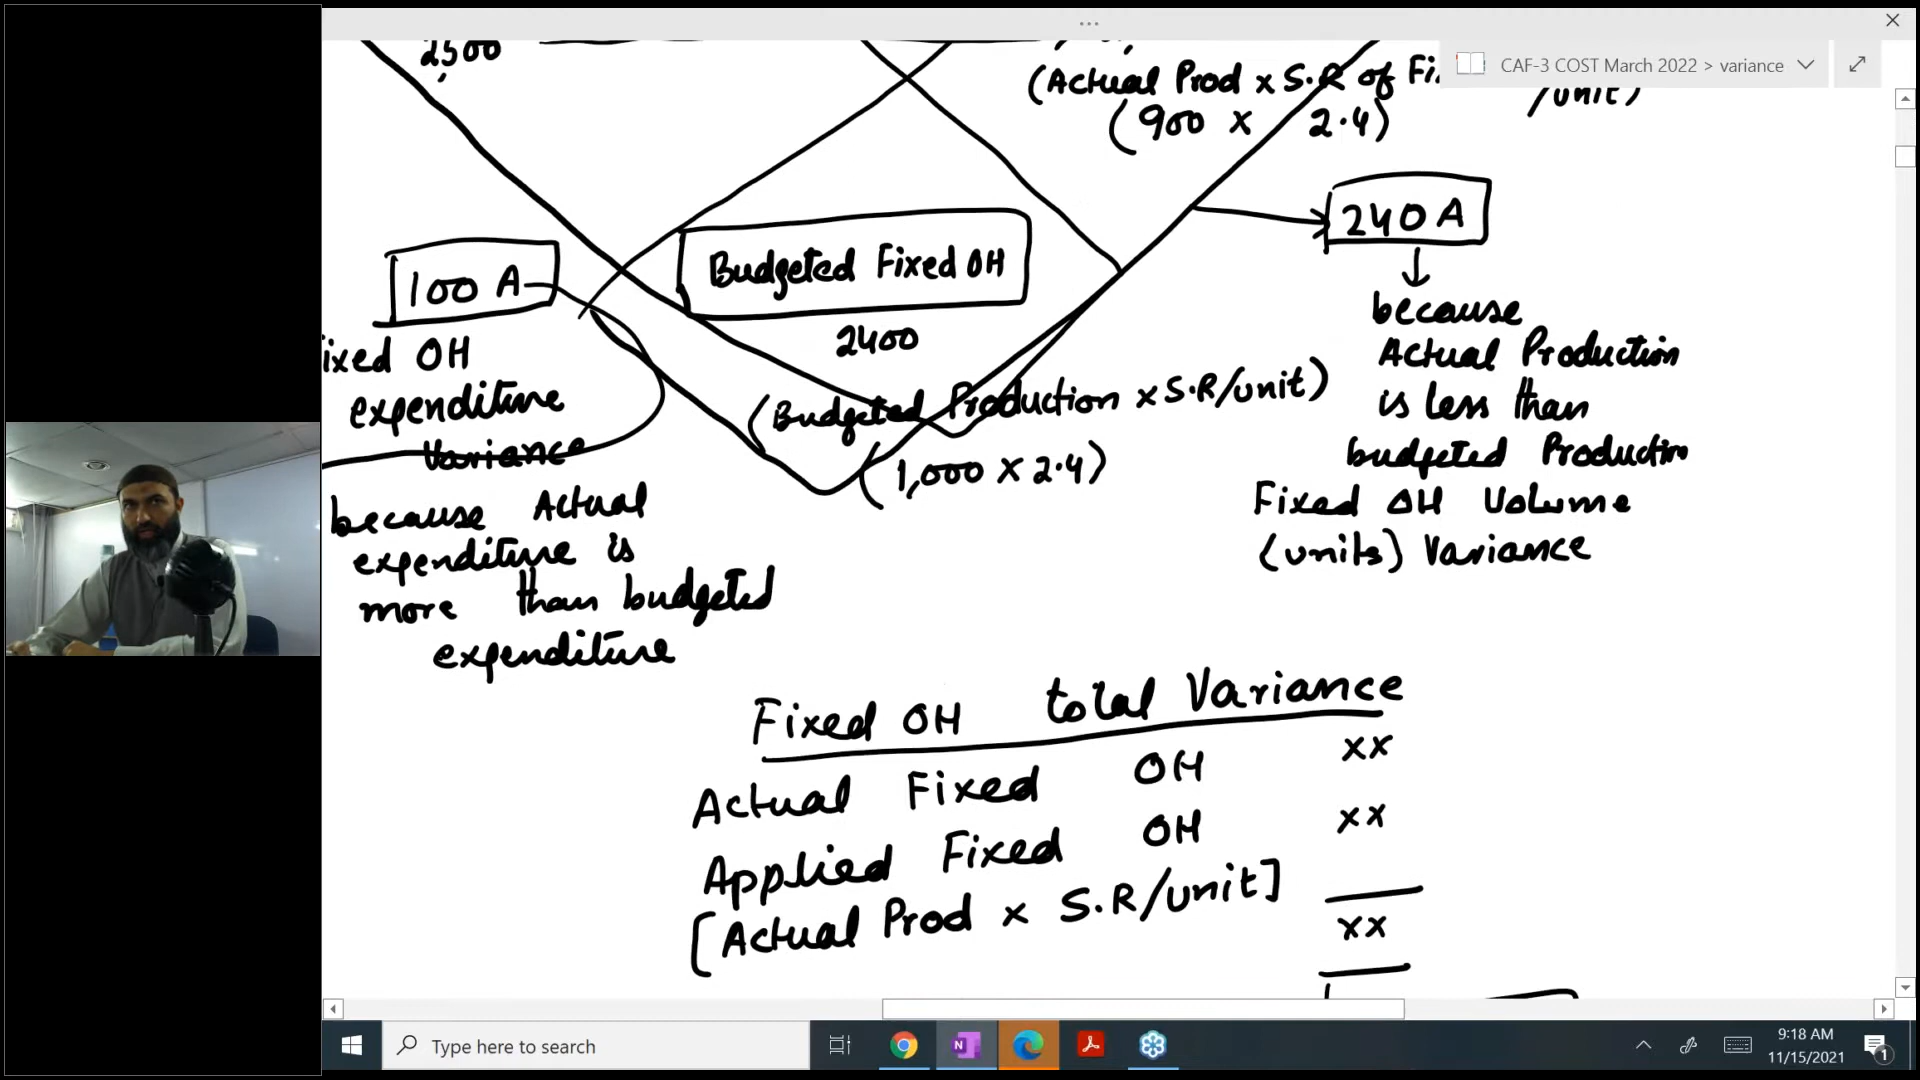 CAF-3 COST March 2022 > variance
2,500
(Actual Prod x S.R of Fi
/unit)
(900 x 2.4)
240 A
100 A
Budgeted Fixed OH
2400
because
Actual Production
is less than
budgeted Production
Fixed OH Volume
(units) Variance
ixed OH
expenditure
Variance
(Budgeted Production x S.R/unit)
(1,000 x 2.4)
because Actual
expenditure is
more than budgeted
expenditure
Fixed OH total Variance
Actual Fixed OH xx
Applied Fixed OH xx
[Actual Prod x S.R/unit]
xx
Type here to search
9:18 AM
11/15/2021
1